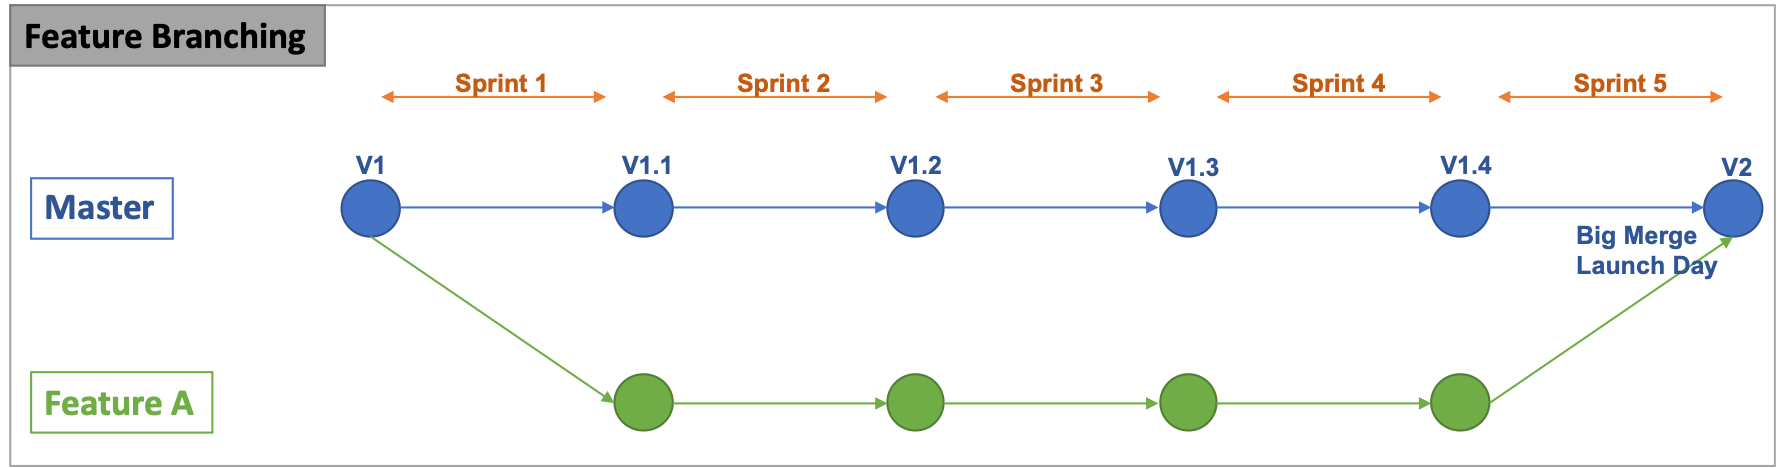 Feature Branching
Sprint 1
Sprint 2
Sprint 3
Sprint 4
Sprint 5
V1
V1.1
V1.2
V1.3
V1.4
V2
Master
Big Merge
Launch Day
Feature A